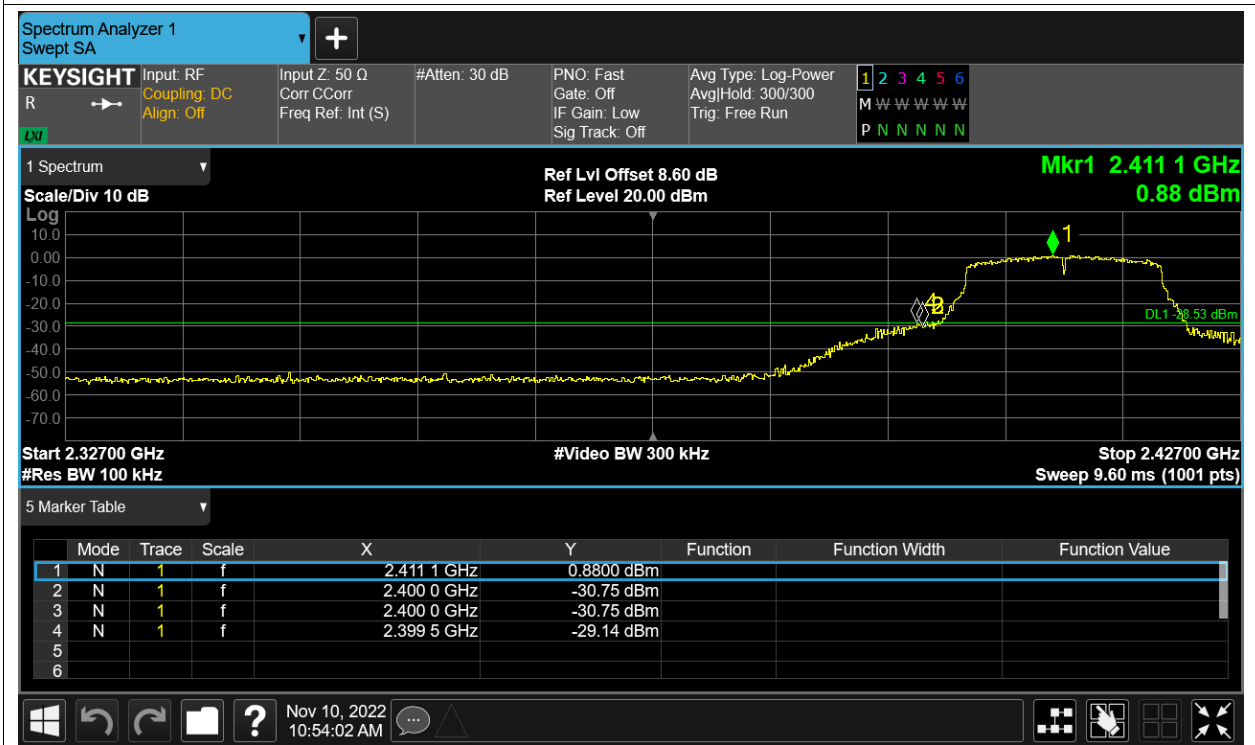 Spectrum Analyzer 1
Swept SA
+
KEYSIGHT Input: RF Input Z: 50 Ω #Atten: 30 dB PNO: Fast Avg Type: Log-Power 1 2 3 4 5 6
R Coupling: DC Corr CCorr Gate: Off Avg|Hold: 300/300 M W W W W W
Align: Off Freq Ref: Int (S) IF Gain: Low Trig: Free Run
LXI Sig Track: Off P N N N N N
1 Spectrum Ref Lvl Offset 8.60 dB Mkr1 2.411 1 GHz
Scale/Div 10 dB Ref Level 20.00 dBm 0.88 dBm
Log
10.0 1
0.00
-10.0
-20.0 4 2
-30.0 DL1 -28.53 dBm
-40.0
-50.0
-60.0
-70.0
Start 2.32700 GHz #Video BW 300 kHz Stop 2.42700 GHz
#Res BW 100 kHz Sweep 9.60 ms (1001 pts)
5 Marker Table
Mode Trace Scale X Y Function Function Width Function Value
1 N 1 f 2.411 1 GHz 0.8800 dBm
2 N 1 f 2.400 0 GHz -30.75 dBm
3 N 1 f 2.400 0 GHz -30.75 dBm
4 N 1 f 2.399 5 GHz -29.14 dBm
5
6
? Nov 10, 2022
10:54:02 AM